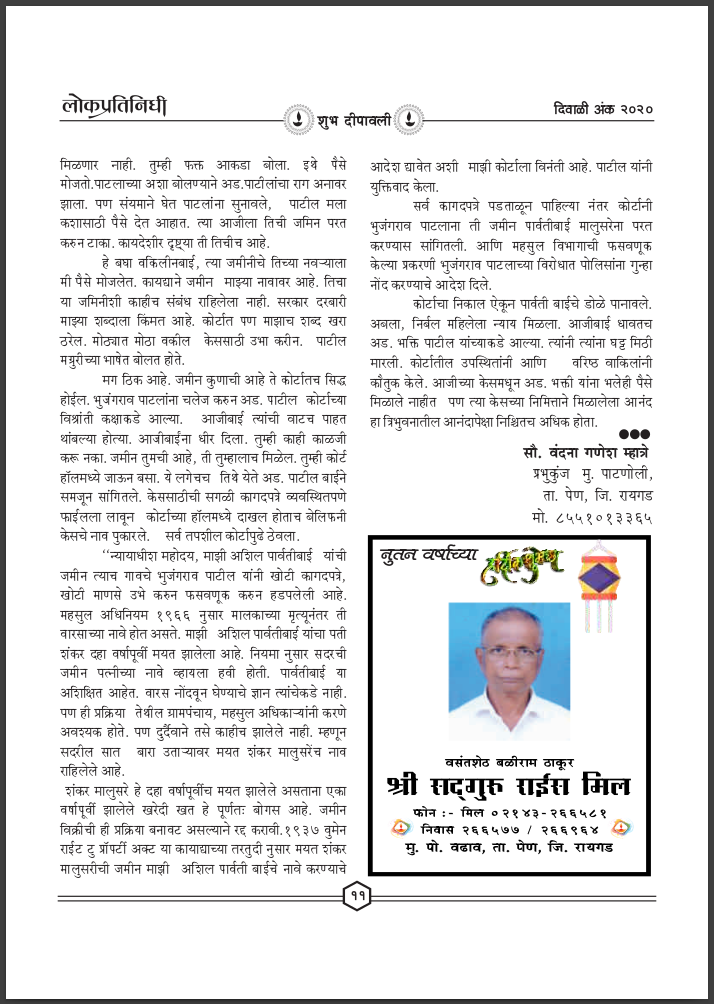 लोकप्रतिनिधी
शुभ दीपावली
दिवाळी अंक २०२०
मिळणार नाही. तुम्ही फक्त आकडा बोला. इथे पैसे
मोजतो.पाटलाच्या अशा बोलण्याने अड.पाटीलांचा राग अनावर
झाला. पण संयमाने घेत पाटलांना सुनावले, पाटील मला
कशासाठी पैसे देत आहात. त्या आजीला तिची जमिन परत
करुन टाका. कायदेशीर दृष्ट्या ती तिचीच आहे.
हे बघा वकिलीनबाई, त्या जमीनीचे तिच्या नवऱ्याला
मी पैसे मोजलेत. कायद्याने जमीन माझ्या नावावर आहे. तिचा
या जमिनीशी काहीच संबंध राहिलेला नाही. सरकार दरबारी
माझ्या शब्दाला किंमत आहे. कोर्टात पण माझाच शब्द खरा
ठरेल. मोठ्यात मोठा वकील केससाठी उभा करीन. पाटील
मग्रुरीच्या भाषेत बोलत होते.
मग ठिक आहे. जमीन कुणाची आहे ते कोर्टातच सिद्ध
होईल. भुजंगराव पाटलांना चलेज करुन अड. पाटील कोर्टाच्या
विश्रांती कक्षाकडे आल्या. आजीबाई त्यांची वाटच पाहत
थांबल्या होत्या. आजीबाईंना धीर दिला. तुम्ही काही काळजी
करू नका. जमीन तुमची आहे, ती तुम्हालाच मिळेल. तुम्ही कोर्ट
हॉलमध्ये जाऊन बसा. ये लगेचच तिथे येते अड. पाटील बाईने
समजून सांगितले. केससाठीची सगळी कागदपत्रे व्यवस्थितपणे
फाईलला लावून कोर्टाच्या हॉलमध्ये दाखल होताच बेलिफनी
केसचे नाव पुकारले. सर्व तपशील कोर्टापुढे ठेवला.
‘‘न्यायाधीश महोदय, माझी अशिल पार्वतीबाई यांची
जमीन त्याच गावचे भुजंगराव पाटील यांनी खोटी कागदपत्रे,
खोटी माणसे उभे करुन फसवणूक करुन हडपलेली आहे.
महसुल अधिनियम १९६६ नुसार मालकाच्या मृत्यूनंतर ती
वारसाच्या नावे होत असते. माझी अशिल पार्वतीबाई यांचा पती
शंकर दहा वर्षापूर्वी मयत झालेला आहे. नियमा नुसार सदरची
जमीन पत्नीच्या नावे व्हायला हवी होती. पार्वतीबाई या
अशिक्षित आहेत. वारस नोंदवून घेण्याचे ज्ञान त्यांचेकडे नाही.
पण ही प्रक्रिया तेथील ग्रामपंचाय, महसुल अधिकाऱ्यांनी करणे
अवश्यक होते. पण दुर्दैवाने तसे काहीच झालेले नाही. म्हणून
सदरील सात बारा उताऱ्यावर मयत शंकर मालुसरेंच नाव
राहिलेले आहे.
शंकर मालुसरे हे दहा वर्षापूर्वीच मयत झालेले असताना एका
वर्षापूर्वी झालेले खरेदी खत हे पूर्णतः बोगस आहे. जमीन
विक्रीची ही प्रक्रिया बनावट असल्याने रद्द करावी.१९३७ वुमेन
राईट टु प्रॉपर्टी अक्ट या कायाद्याच्या तरतुदी नुसार मयत शंकर
मालुसरीची जमीन माझी अशिल पार्वती बाईचे नावे करण्याचे
आदेश द्यावेत अशी माझी कोर्टाला विनंती आहे. पाटील यांनी
युक्तिवाद केला.
सर्व कागदपत्रे पडताळून पाहिल्या नंतर कोर्टानी
भुजंगराव पाटलाना ती जमीन पार्वतीबाई मालुसरेना परत
करण्यास सांगितली. आणि महसुल विभागाची फसवणूक
केल्या प्रकरणी भुजंगराव पाटलाच्या विरोधात पोलिसांना गुन्हा
नोंद करण्याचे आदेश दिले.
कोर्टाचा निकाल ऐकून पार्वती बाईचे डोळे पानावले.
अबला, निर्बल महिलेला न्याय मिळला. आजीबाई धावतच
अड. भक्ति पाटील यांच्याकडे आल्या. त्यांनी त्यांना घट्ट मिठी
मारली. कोर्टातील उपस्थितांनी आणि वरिष्ठ वाकिलांनी
कौतुक केले. आजीच्या केसमधून अड. भक्ती यांना भलेही पैसे
मिळाले नाहीत पण त्या केसच्या निमित्ताने मिळालेला आनंद
हा त्रिभुवनातील आनंदापेक्षा निश्चितच अधिक होता.
●●●
सौ. वंदना गणेश म्हात्रे
प्रभुकुंज मु. पाटणोली,
ता. पेण, जि. रायगड
मो. ८५५१०१३३६५
नुतन वर्षाच्या
वसंतशेठ बळीराम ठाकूर
श्री सद्गुरु राईस मिल
फोन :- मिल ०२१४३-२६६५८१
निवास २६६५७७ / २६६९६४
मु. पो. वढाव, ता. पेण, जि. रायगड
११